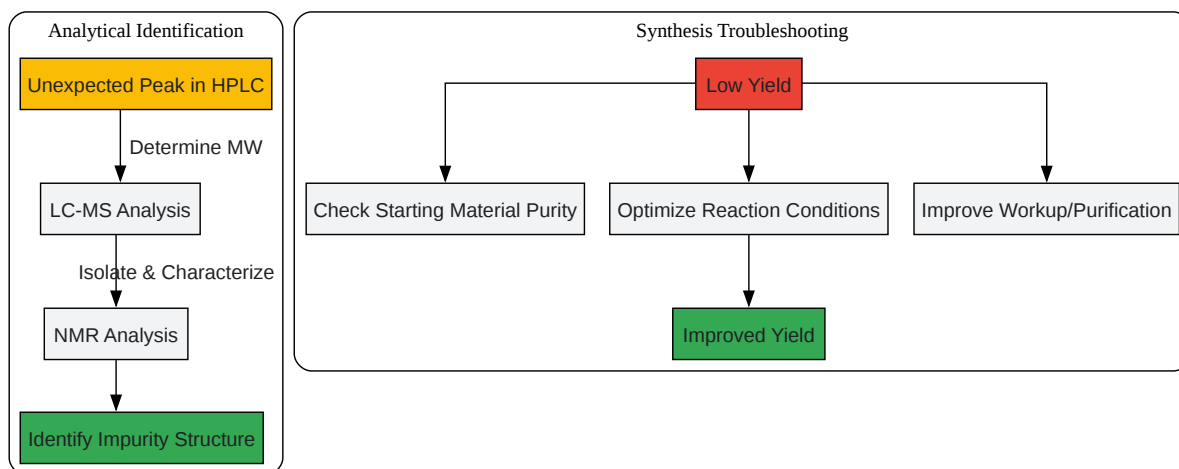 Analytical Identification
Unexpected Peak in HPLC
Determine MW
LC-MS Analysis
Isolate & Characterize
NMR Analysis
Identify Impurity Structure
Synthesis Troubleshooting
Low Yield
Check Starting Material Purity
Optimize Reaction Conditions
Improve Workup/Purification
Improved Yield